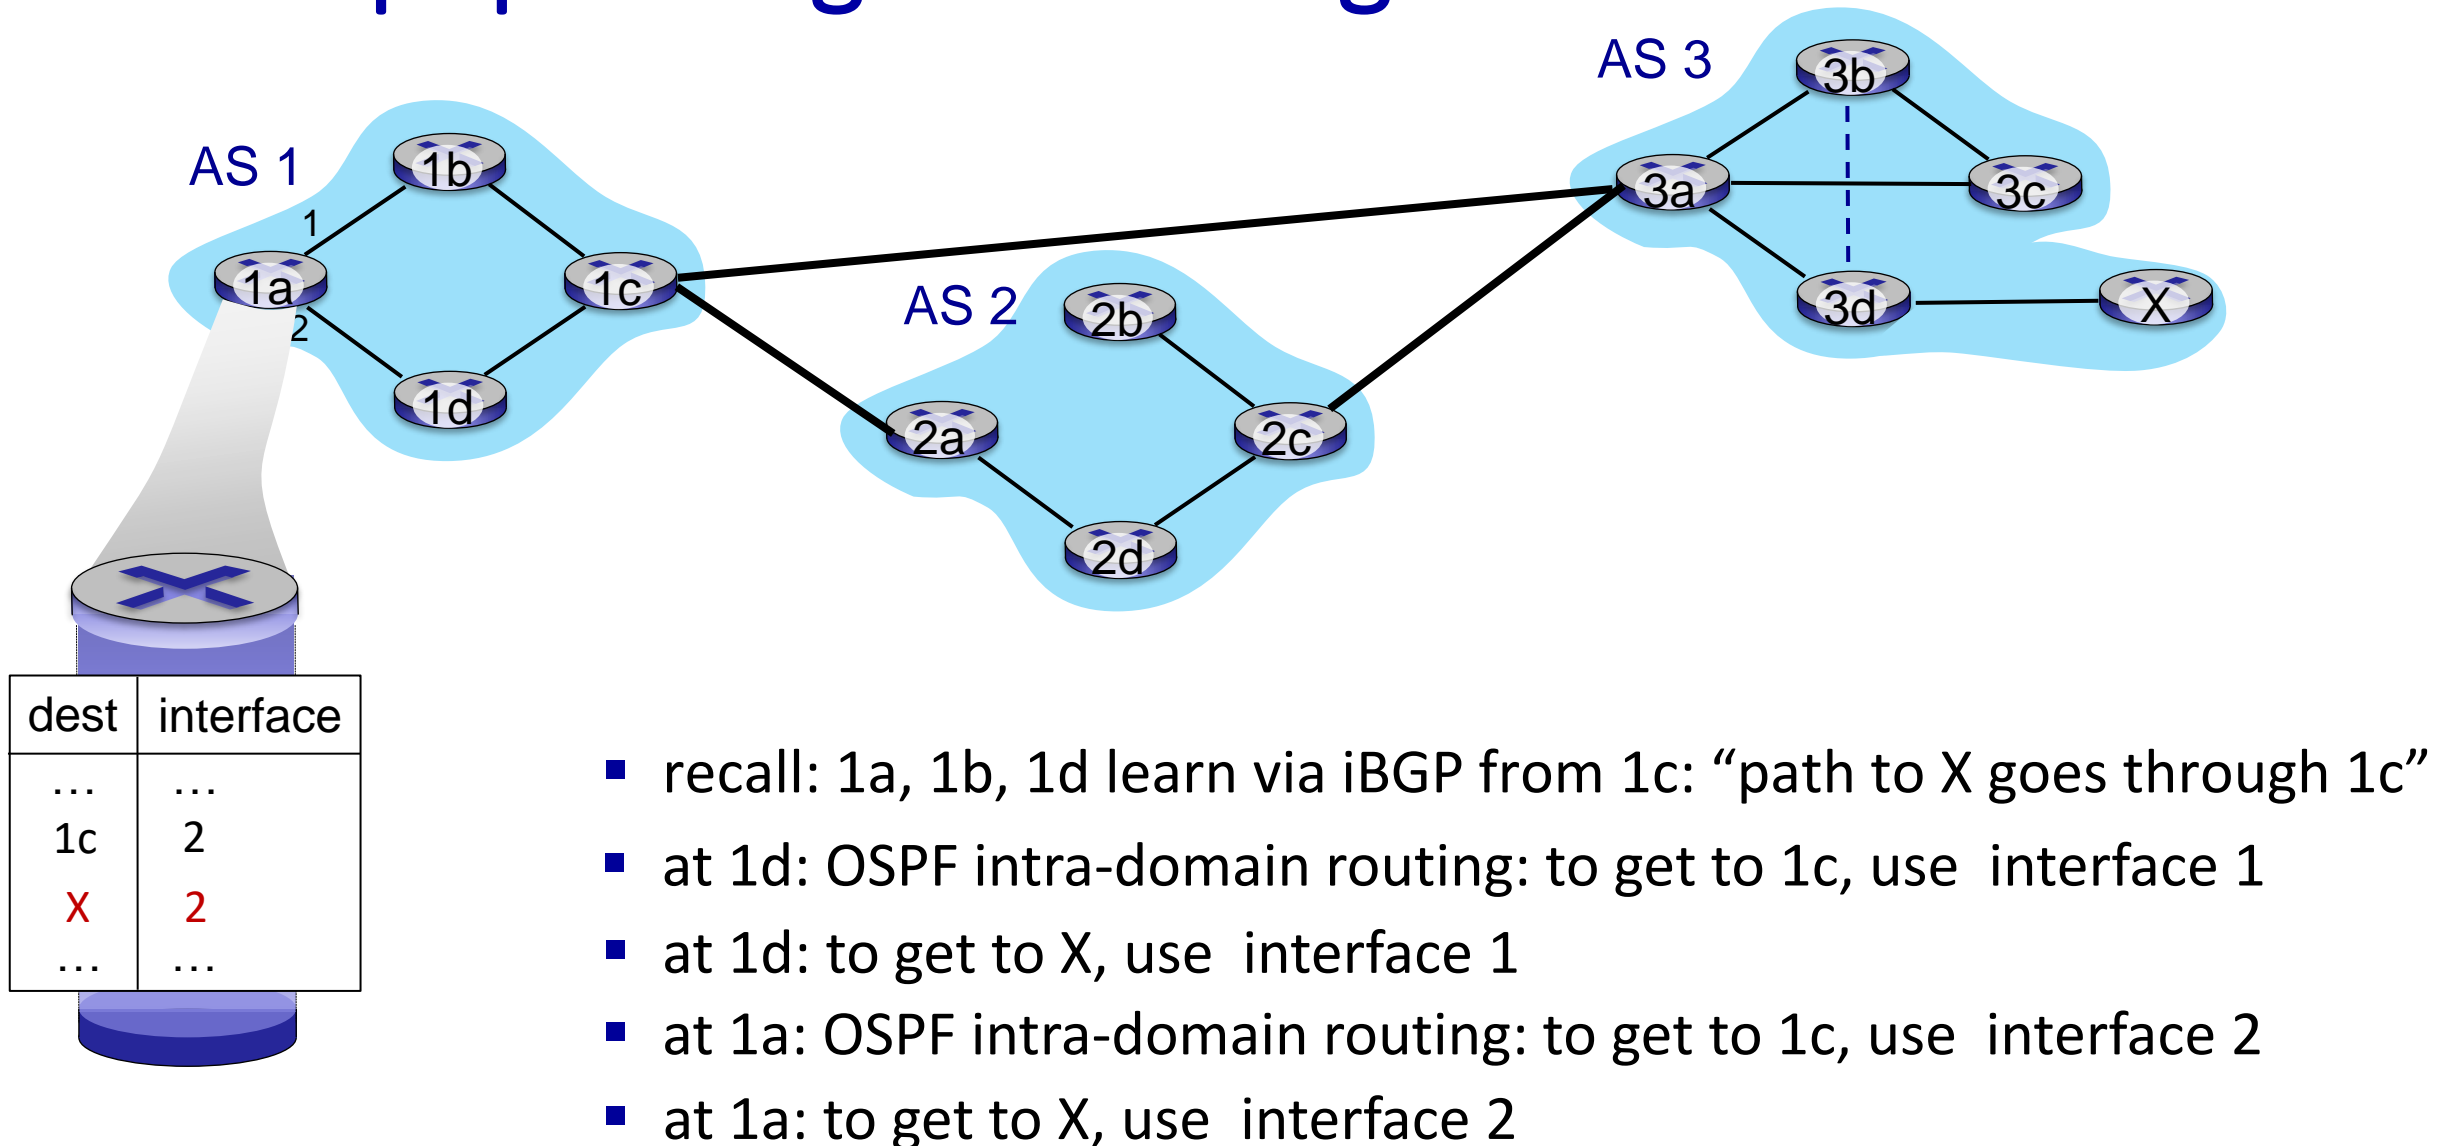 AS 3
3b
AS 1
1b
3a
3c
1
1a
1c
AS 2
2b
3d
X
2
1d
2a
2c
2d
dest interface
… …
1c 2
X 2
… …
▪ recall: 1a, 1b, 1d learn via iBGP from 1c: “path to X goes through 1c”
▪ at 1d: OSPF intra-domain routing: to get to 1c, use interface 1
▪ at 1d: to get to X, use interface 1
▪ at 1a: OSPF intra-domain routing: to get to 1c, use interface 2
▪ at 1a: to get to X, use interface 2